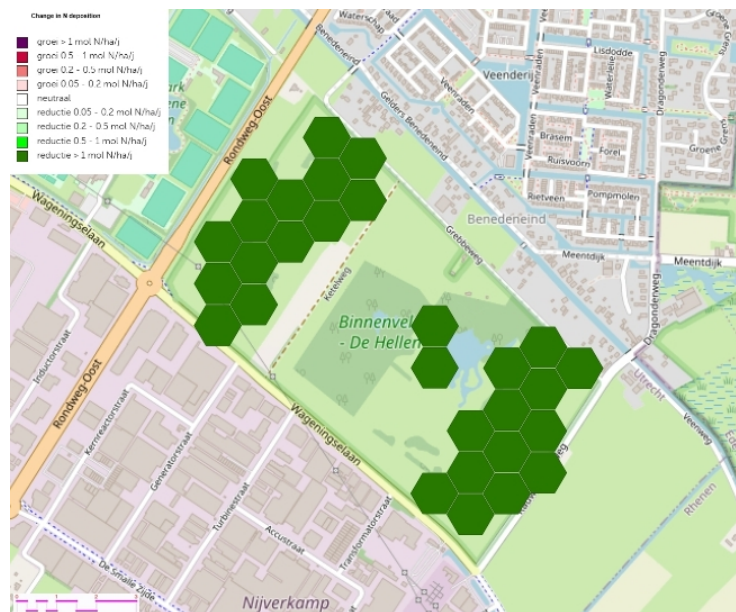 Change in N deposition
groei > 1 mol N/ha/j
groei 0.5 - 1 mol N/ha/j
groei 0.2 - 0.5 mol N/ha/j
groei 0.05 - 0.2 mol N/ha/j
neutraal
reductie 0.05 - 0.2 mol N/ha/j
reductie 0.2 - 0.5 mol N/ha/j
reductie 0.5 - 1 mol N/ha/j
reductie > 1 mol N/ha/j
Waterschap
Benedeneind
Veenderij
Lisdodde
Waterlelie
Dragonderweg
Veenraden
Veenraden
Gelders Benedeneind
Brasem
Forel
Ruisvoorn
Groene
Rietveen
Pompmolen
Benedeneind
Meentdijk
Meentdijk
Rondweg-Oost
Wageningselaan
Grebbeweg
Ketelweg
Binnenvel
- De Hellen
Dragonderweg
Inductorstraat
Rondweg-Oost
Utrecht
Veenweg
Rhenen
Wageningselaan
Kernreactorstraat
Generatorstraat
Turbinestraat
Transformatorstraat
Accustraat
De Smalle Zijde
Nijverkamp